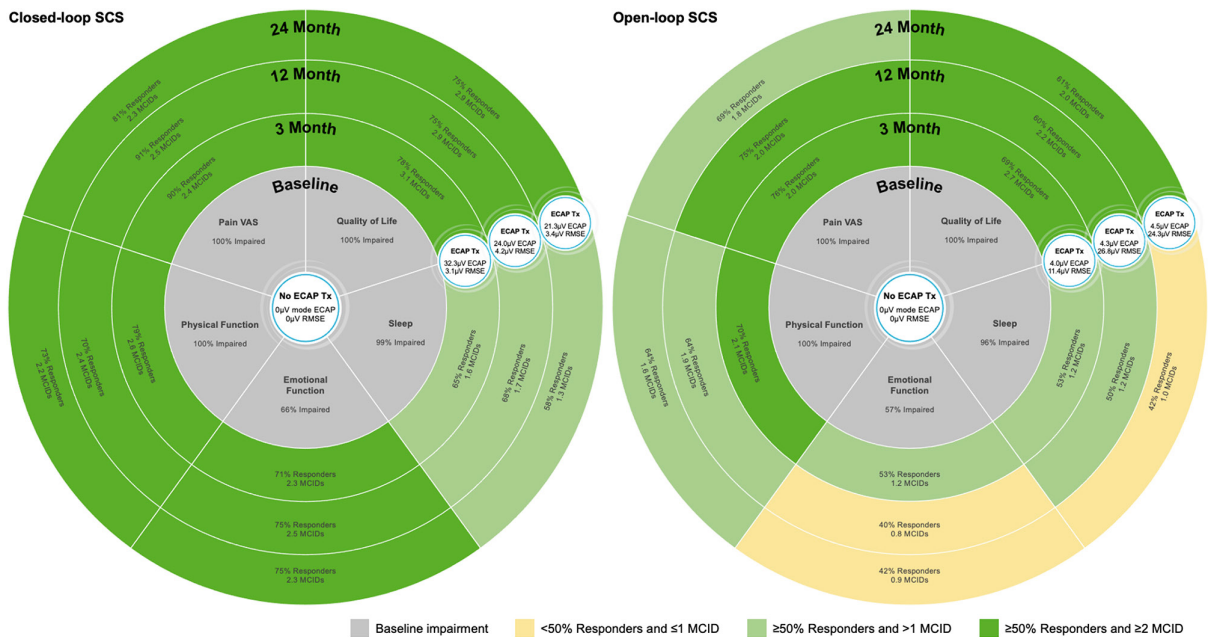 Closed-loop SCS
24 Month
12 Month
3 Month
Baseline
81% Responders
2.3 MCIDs
91% Responders
2.5 MCIDs
90% Responders
2.4 MCIDs
75% Responders
2.9 MCIDs
75% Responders
2.9 MCIDs
78% Responders
3.1 MCIDs
Pain VAS
100% Impaired
Quality of Life
100% Impaired
ECAP Tx
32.3µV ECAP
3.1µV RMSE
ECAP Tx
24.0µV ECAP
4.2µV RMSE
ECAP Tx
21.3µV ECAP
3.4µV RMSE
No ECAP Tx
0µV mode ECAP
0µV RMSE
Physical Function
100% Impaired
Sleep
99% Impaired
Emotional
Function
66% Impaired
73% Responders
2.2 MCIDs
70% Responders
2.4 MCIDs
79% Responders
2.6 MCIDs
65% Responders
1.6 MCIDs
68% Responders
1.7 MCIDs
58% Responders
1.3 MCIDs
71% Responders
2.3 MCIDs
75% Responders
2.5 MCIDs
75% Responders
2.3 MCIDs
Open-loop SCS
24 Month
12 Month
3 Month
Baseline
69% Responders
1.8 MCIDs
75% Responders
2.0 MCIDs
76% Responders
2.0 MCIDs
61% Responders
2.0 MCIDs
60% Responders
2.2 MCIDs
69% Responders
2.7 MCIDs
Pain VAS
100% Impaired
Quality of Life
100% Impaired
ECAP Tx
4.0µV ECAP
11.4µV RMSE
ECAP Tx
4.3µV ECAP
26.8µV RMSE
ECAP Tx
4.5µV ECAP
24.3µV RMSE
No ECAP Tx
0µV mode ECAP
0µV RMSE
Physical Function
100% Impaired
Sleep
96% Impaired
Emotional
Function
57% Impaired
64% Responders
1.6 MCIDs
64% Responders
1.9 MCIDs
70% Responders
2.1 MCIDs
53% Responders
1.2 MCIDs
50% Responders
1.2 MCIDs
42% Responders
1.0 MCIDs
53% Responders
1.2 MCIDs
40% Responders
0.8 MCIDs
42% Responders
0.9 MCIDs
Baseline impairment
<50% Responders and ≤1 MCID
≥50% Responders and >1 MCID
≥50% Responders and ≥2 MCID